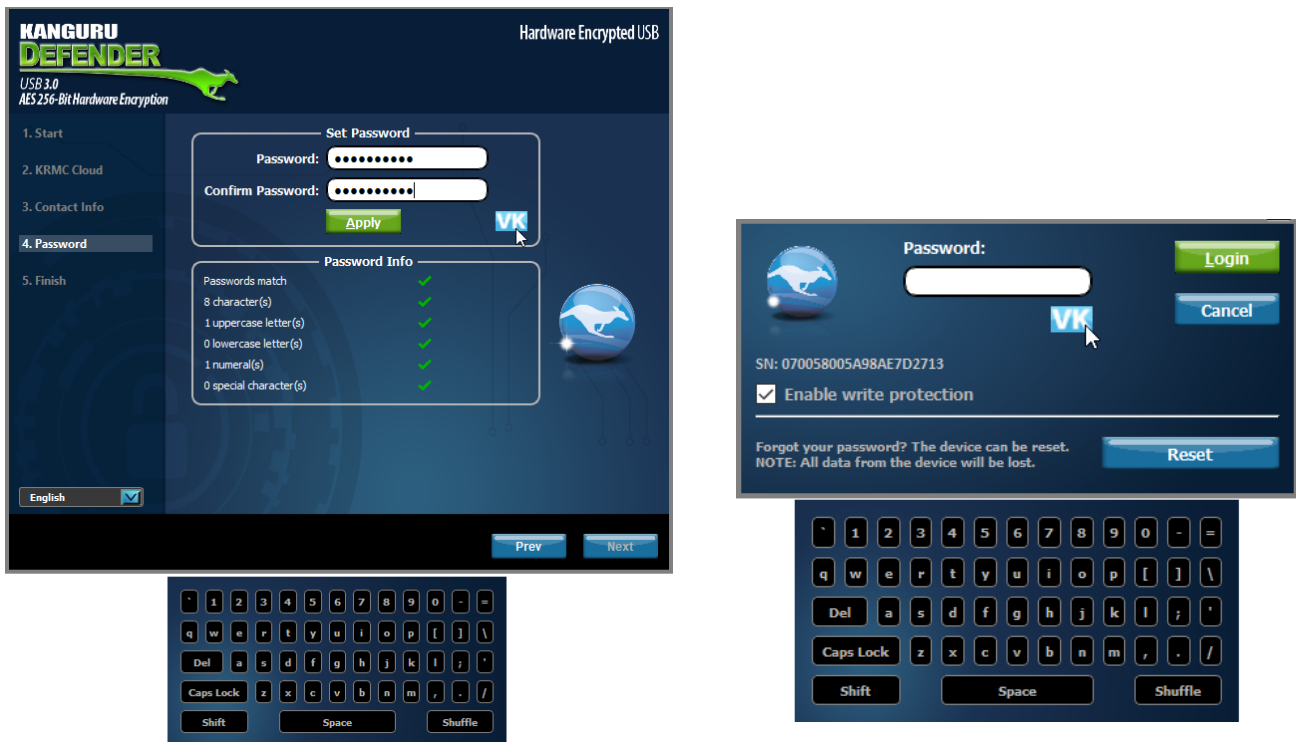 KANGURU
DEFENDER
Hardware Encrypted USB
USB 3.0
AES 256-Bit Hardware Encryption
1. Start
2. KRMC Cloud
3. Contact Info
4. Password
5. Finish
Set Password
Password: ●●●●●●●●●●
Confirm Password: ●●●●●●●●●●
Apply
VK
Password Info
Passwords match
8 character(s)
1 uppercase letter(s)
0 lowercase letter(s)
1 numeral(s)
0 special character(s)
English
Prev Next
` 1 2 3 4 5 6 7 8 9 0 - =
q w e r t y u i o p [ ] \
Del a s d f g h j k l ; '
Caps Lock z x c v b n m , . /
Shift Space Shuffle
Password:
Login
VK
Cancel
SN: 070058005A98AE7D2713
Enable write protection
Forgot your password? The device can be reset.
NOTE: All data from the device will be lost.
Reset
` 1 2 3 4 5 6 7 8 9 0 - =
q w e r t y u i o p [ ] \
Del a s d f g h j k l ; '
Caps Lock z x c v b n m , . /
Shift Space Shuffle